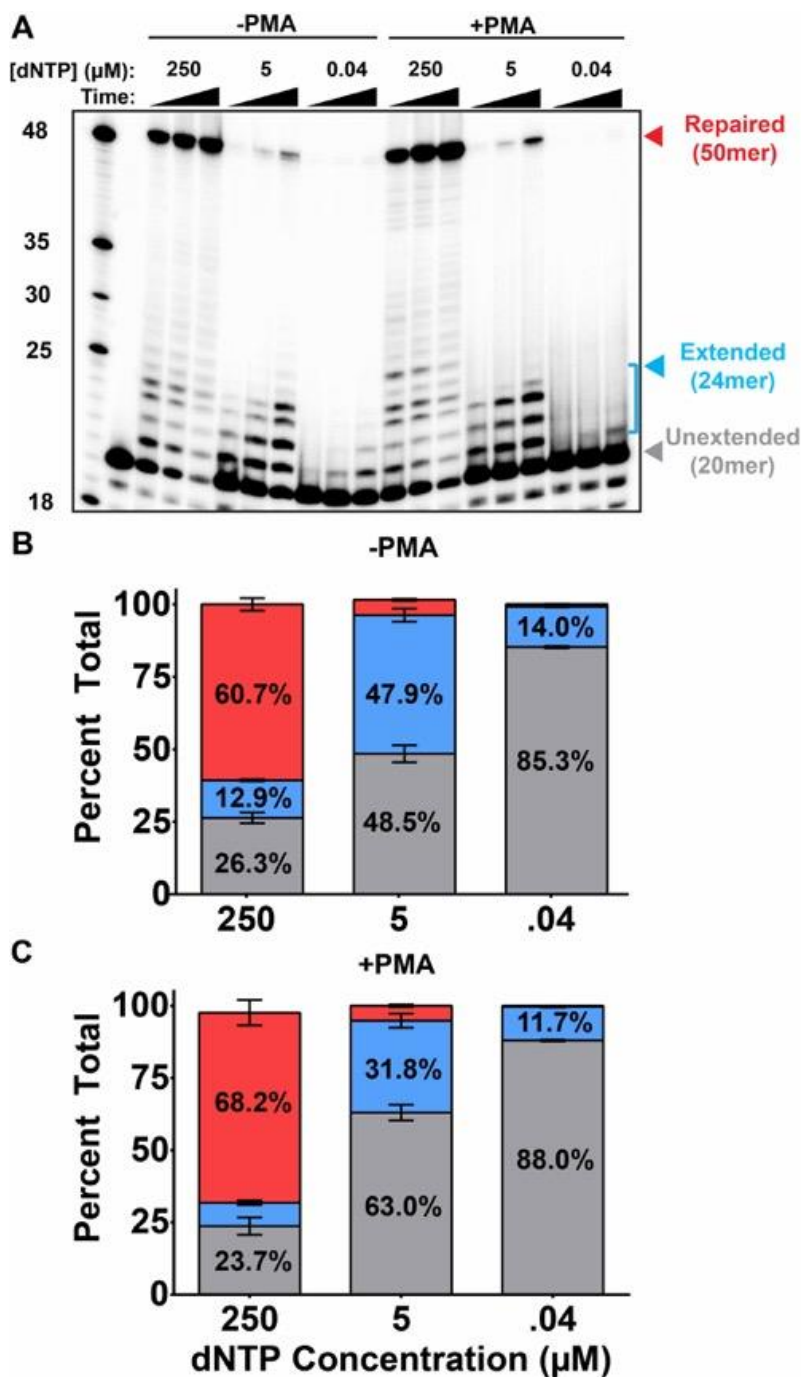 A
-PMA +PMA
[dNTP] (µM): 250 5 0.04 250 5 0.04
Time:
48
Repaired
(50mer)
35
30
25
Extended
(24mer)
Unextended
(20mer)
18
B
-PMA
Percent Total
100
75
50
25
0
60.7%
12.9%
26.3%
47.9%
48.5%
14.0%
85.3%
250 5 .04
C
+PMA
Percent Total
100
75
50
25
0
68.2%
23.7%
31.8%
63.0%
11.7%
88.0%
250 5 .04
dNTP Concentration (µM)